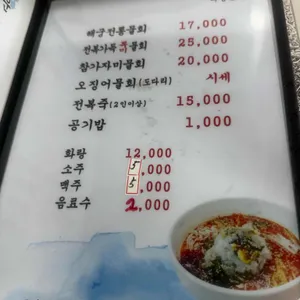 해궁전통물회 17,000
전복가득물회 25,000
참가자미물회 20,000
오징어물회(도다리) 시세
전복죽(2인이상) 15,000
공기밥 1,000
화랑 12,000
소주 5,000
맥주 5,000
음료수 2,000